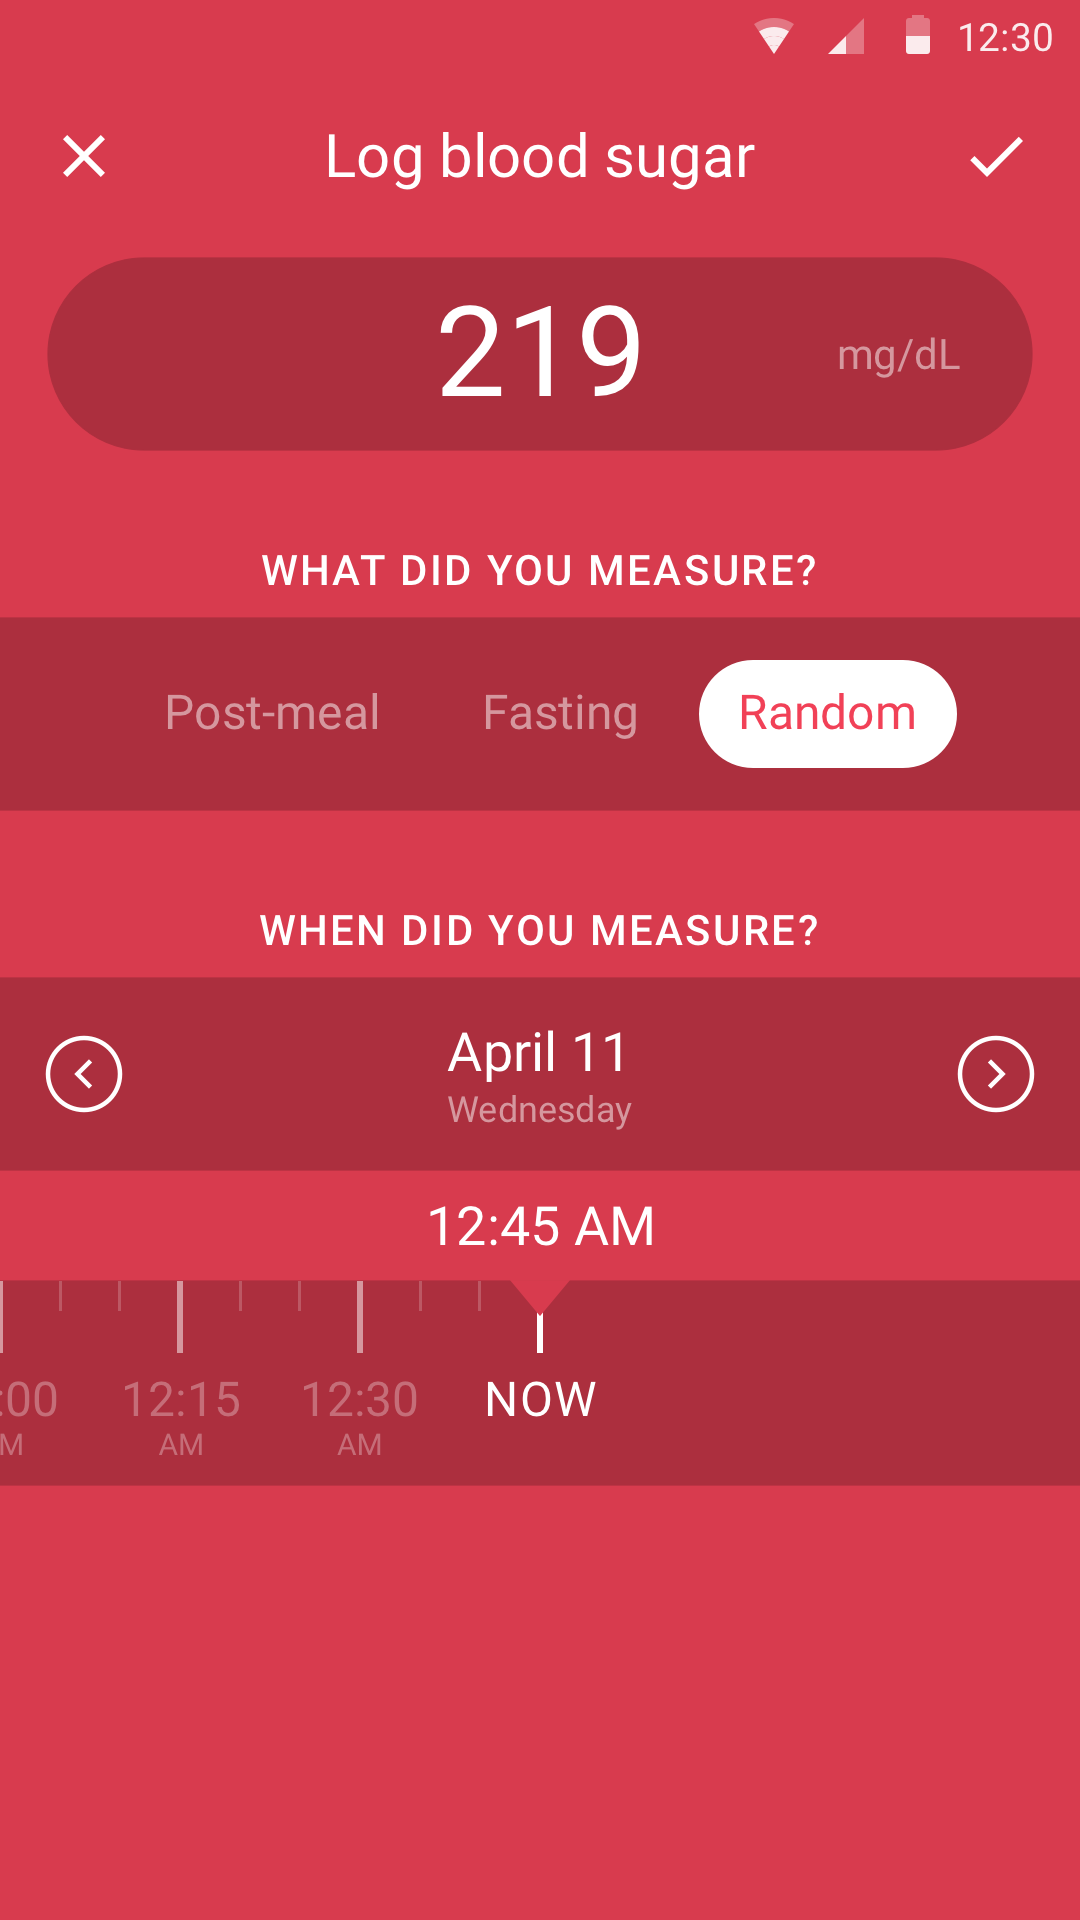 12:30
Log blood sugar
219 mg/dL
WHAT DID YOU MEASURE?
Post-meal Fasting Random
WHEN DID YOU MEASURE?
April 11
Wednesday
12:45 AM
:00 12:15 12:30 NOW
M AM AM